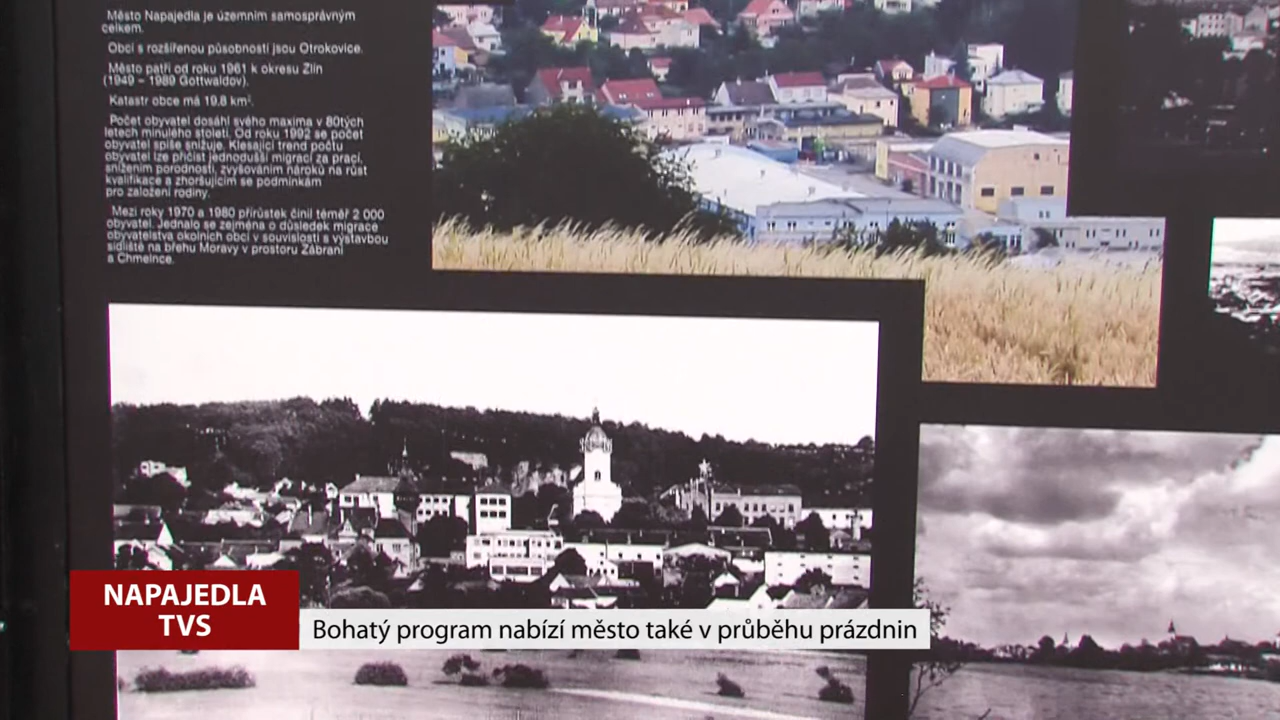 Město Napajedla je územním samosprávným
celkem.
Obcí s rozšířenou působností jsou Otrokovice.
Město patří od roku 1961 k okresu Zlín
(1949 – 1989 Gottwaldov).
Katastr obce má 19,8 km².
Počet obyvatel dosáhl svého maxima v 80tých
letech minulého století. Od roku 1992 se počet
obyvatel spíše snižuje. Klesající trend počtu
obyvatel lze přičíst jednodušší migrací za prací,
snížením porodnosti, zvyšováním nároků na růst
kvalifikace a zhoršujícím se podmínkám
pro založení rodiny.
Mezi roky 1970 a 1980 přírůstek činil téměř 2 000
obyvatel. Jednalo se zejména o důsledek migrace
obyvatelstva okolních obcí v souvislosti s výstavbou
sídliště na břehu Moravy v prostoru Zábraní
a Chmelnce.
NAPAJEDLA
TVS
Bohatý program nabízí město také v průběhu prázdnin